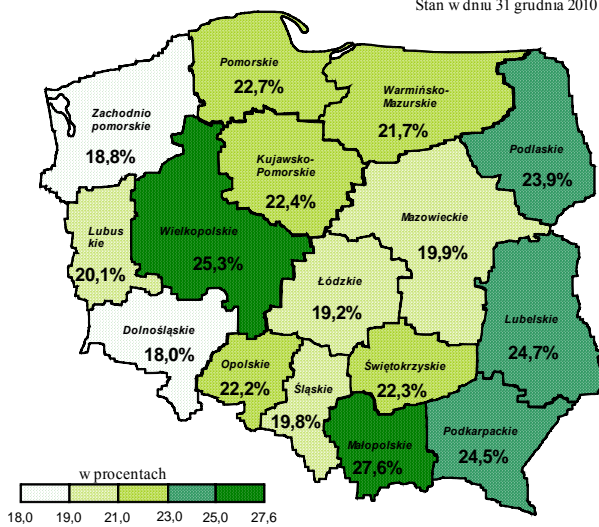 Stan w dniu 31 grudnia 2010
Pomorskie
22,7%
Warmińsko-
Mazurskie
21,7%
Zachodnio
pomorskie
18,8%
Podlaskie
23,9%
Kujawsko-
Pomorskie
22,4%
Mazowieckie
19,9%
Lubus
kie
20,1%
Wielkopolskie
25,3%
Łódzkie
19,2%
Lubelskie
24,7%
Dolnośląskie
18,0%
Opolskie
22,2%
Śląskie
19,8%
Świętokrzyskie
22,3%
Małopolskie
27,6%
Podkarpackie
24,5%
w procentach
18,0 19,0 21,0 23,0 25,0 27,6